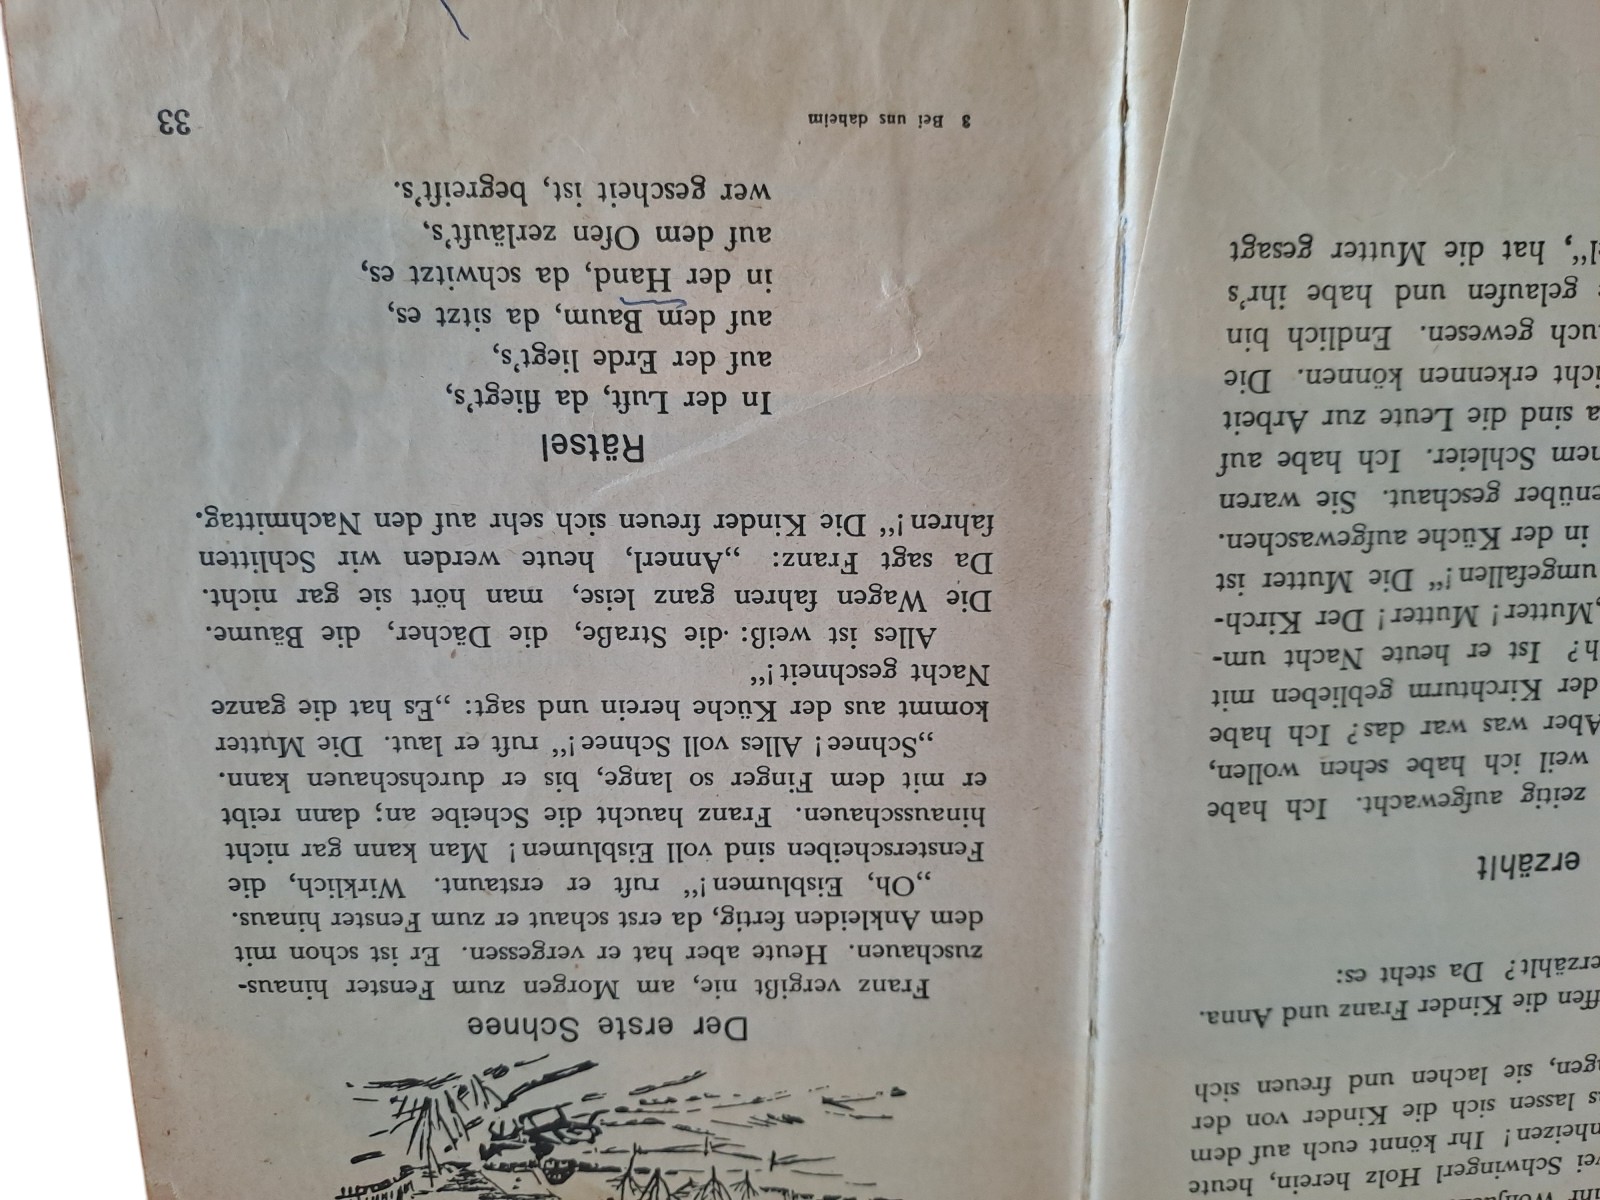 Der erste Schnee
Franz vergißt nie, am Morgen zum Fenster hinaus-
zuschauen. Heute aber hat er vergessen. Er ist schon mit
dem Ankleiden fertig, da erst schaut er zum Fenster hinaus.
„Oh, Eisblumen!“ ruft er erstaunt. Wirklich, die
Fensterscheiben sind voll Eisblumen! Man kann gar nicht
hinausschauen. Franz haucht die Scheibe an; dann reibt
er mit dem Finger so lange, bis er durchschauen kann.
„Schnee! Alles voll Schnee!“ ruft er laut. Die Mutter
kommt aus der Küche herein und sagt: „Es hat die ganze
Nacht geschneit!“
Alles ist weiß: die Straße, die Dächer, die Bäume.
Die Wagen fahren ganz leise, man hört sie gar nicht.
Da sagt Franz: „Annerl, heute werden wir Schlitten
fahren!“ Die Kinder freuen sich sehr auf den Nachmittag.
Rätsel
In der Luft, da fliegt's,
auf der Erde liegt's,
auf dem Baum, da sitzt es,
in der Hand, da schwitzt es,
auf dem Ofen zerläuft's,
wer gescheit ist, begreift's.
3 Bei uns daheim
33
Schwingerl Holz herein, heute
Ihr könnt euch auf dem
lassen sich die Kinder von der
sie lachen und freuen sich
die Kinder Franz und Anna.
erzählt? Da steht es:
erzählt
zeitig aufgewacht. Ich habe
weil ich habe sehen wollen,
Aber was war das? Ich habe
der Kirchturm geblieben mit
Ist er heute Nacht um-
„Mutter! Mutter! Der Kirch-
umgefallen!“ Die Mutter ist
in der Küche aufgewaschen.
geschaut. Sie waren
Schleier. Ich habe auf
sind die Leute zur Arbeit
erkennen können. Die
gewesen. Endlich bin
gelaufen und habe ihr's
hat die Mutter gesagt